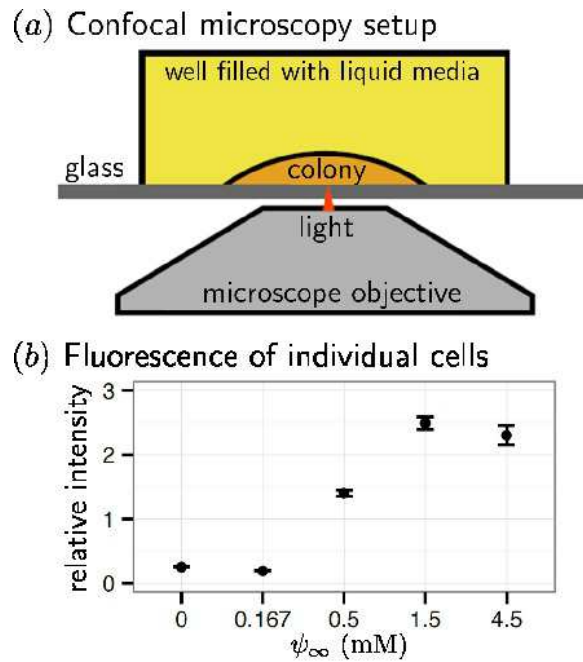 (a) Confocal microscopy setup
well filled with liquid media
glass
colony
light
microscope objective
(b) Fluorescence of individual cells
relative intensity
3
2
1
0
0 0.167 0.5 1.5 4.5
ψ∞ (mM)